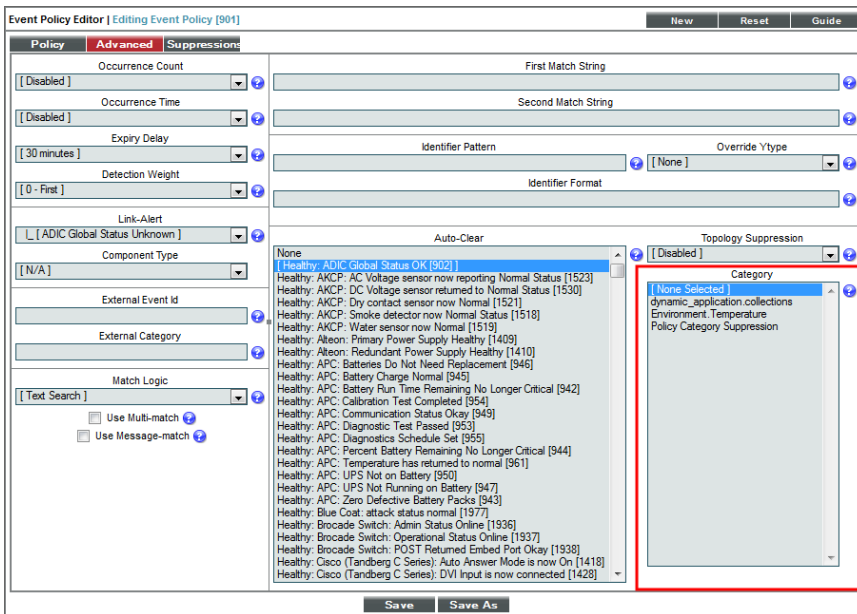 Event Policy Editor | Editing Event Policy [901]
New
Reset
Guide
Policy
Advanced
Suppressions
Occurrence Count
[ Disabled ]
Occurrence Time
[ Disabled ]
Expiry Delay
[ 30 minutes ]
Detection Weight
[ 0 - First ]
Link-Alert
|_ [ ADIC Global Status Unknown ]
Component Type
[ N/A ]
External Event Id
External Category
Match Logic
[ Text Search ]
Use Multi-match
Use Message-match
First Match String
Second Match String
Identifier Pattern
Override Ytype
[ None ]
Identifier Format
Auto-Clear
None
[ Healthy: ADIC Global Status OK [902] ]
Healthy: AKCP: AC Voltage sensor now reporting Normal Status [1523]
Healthy: AKCP: DC Voltage sensor returned to Normal Status [1530]
Healthy: AKCP: Dry contact sensor now Normal [1521]
Healthy: AKCP: Smoke detector now Normal Status [1518]
Healthy: AKCP: Water sensor now Normal [1519]
Healthy: Alteon: Primary Power Supply Healthy [1409]
Healthy: Alteon: Redundant Power Supply Healthy [1410]
Healthy: APC: Batteries Do Not Need Replacement [946]
Healthy: APC: Battery Charge Normal [945]
Healthy: APC: Battery Run Time Remaining No Longer Critical [942]
Healthy: APC: Calibration Test Completed [954]
Healthy: APC: Communication Status Okay [949]
Healthy: APC: Diagnostic Test Passed [953]
Healthy: APC: Diagnostics Schedule Set [955]
Healthy: APC: Percent Battery Remaining No Longer Critical [944]
Healthy: APC: Temperature has returned to normal [961]
Healthy: APC: UPS Not on Battery [950]
Healthy: APC: UPS Not Running on Battery [947]
Healthy: APC: Zero Defective Battery Packs [943]
Healthy: Blue Coat: attack status normal [1977]
Healthy: Brocade Switch: Admin Status Online [1936]
Healthy: Brocade Switch: Operational Status Online [1937]
Healthy: Brocade Switch: POST Returned Embed Port Okay [1938]
Healthy: Cisco (Tandberg C Series): Auto Answer Mode is now On [1418]
Healthy: Cisco (Tandberg C Series): DVI Input is now connected [1428]
Topology Suppression
[ Disabled ]
Category
[ None Selected ]
dynamic_application.collections
Environment.Temperature
Policy Category Suppression
Save
Save As